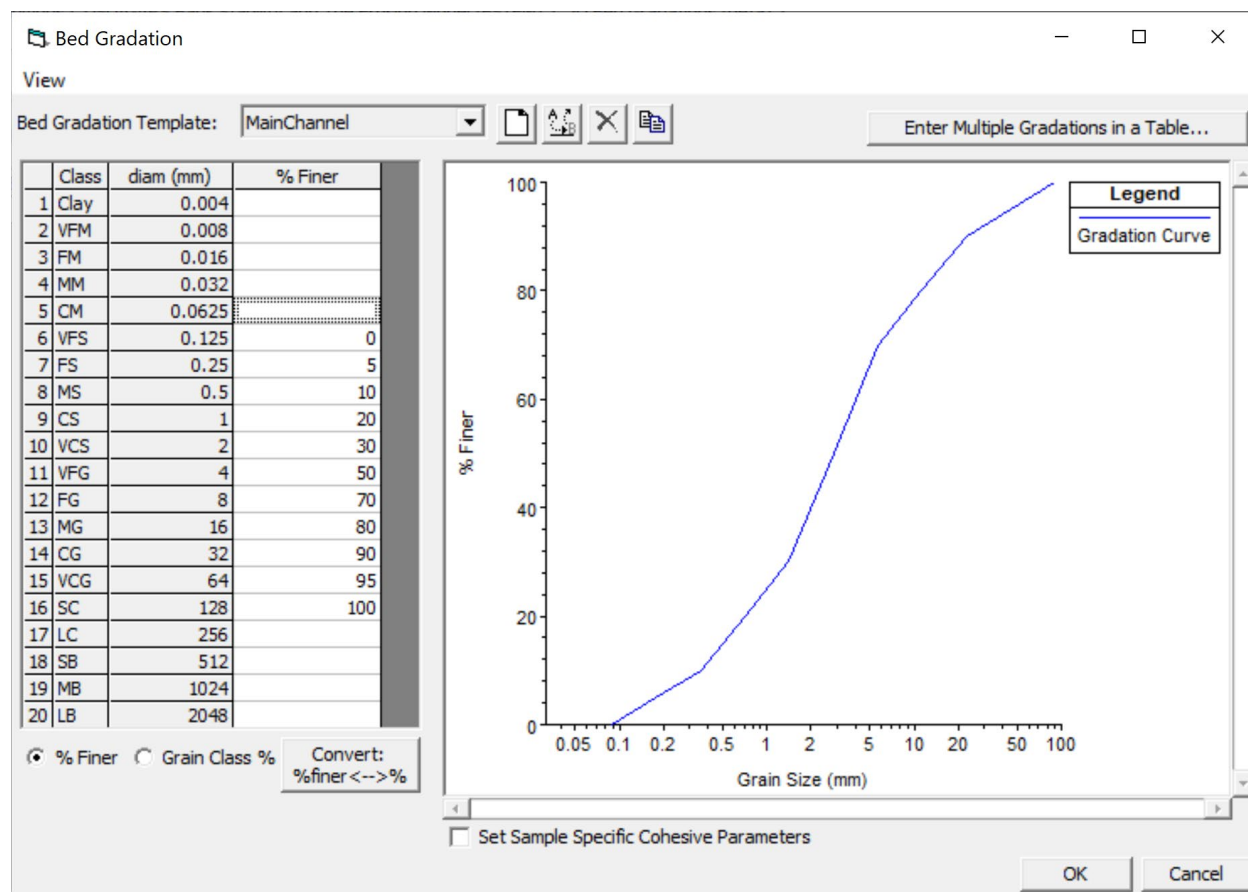 Bed Gradation
View
Bed Gradation Template: MainChannel Enter Multiple Gradations in a Table...
Class diam (mm) % Finer
1 Clay 0.004
2 VFM 0.008
3 FM 0.016
4 MM 0.032
5 CM 0.0625
6 VFS 0.125 0
7 FS 0.25 5
8 MS 0.5 10
9 CS 1 20
10 VCS 2 30
11 VFG 4 50
12 FG 8 70
13 MG 16 80
14 CG 32 90
15 VCG 64 95
16 SC 128 100
17 LC 256
18 SB 512
19 MB 1024
20 LB 2048
% Finer Grain Class % Convert:
%finer<-->%
% Finer
100
80
60
40
20
0
0.05 0.1 0.2 0.5 1 2 5 10 20 50 100
Grain Size (mm)
Legend
Gradation Curve
Set Sample Specific Cohesive Parameters
OK Cancel